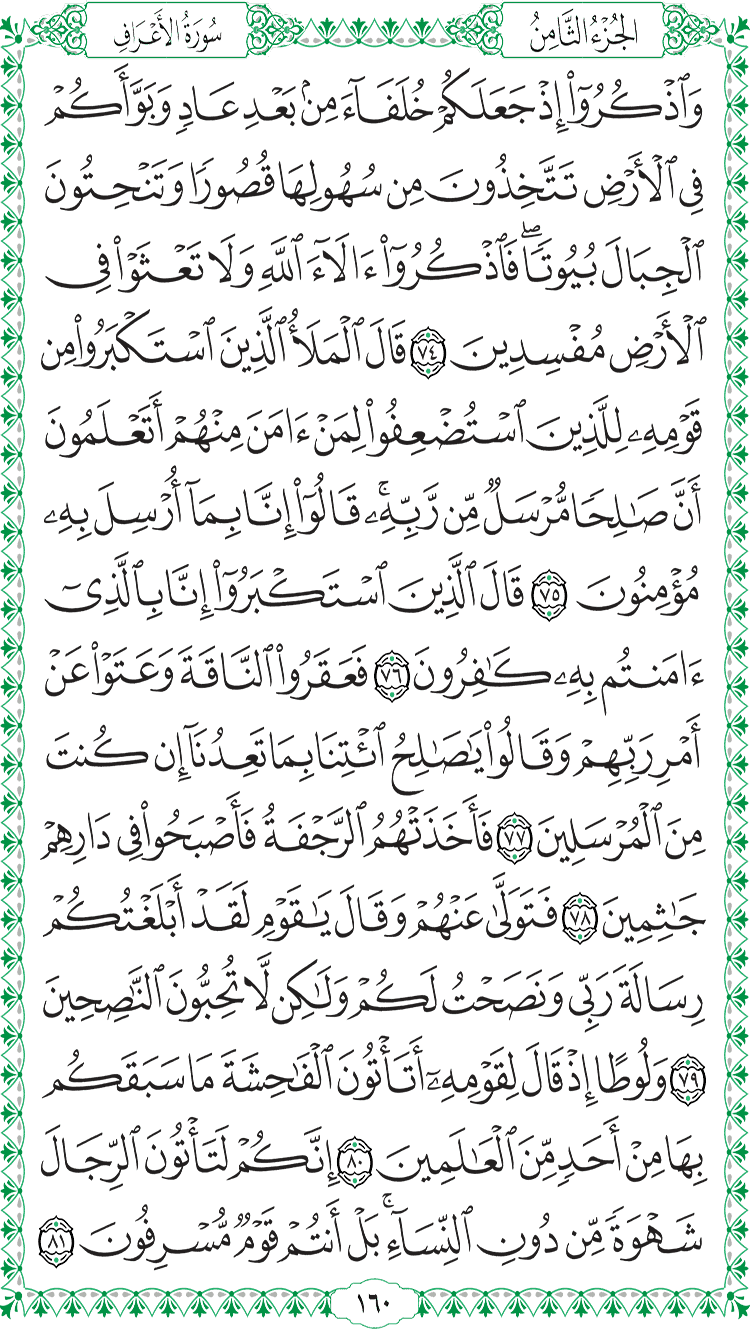 الجُزْءُ الثَّامِنُ
سُورَةُ الأَعْرَافِ
وَٱذْكُرُوٓا۟ إِذْ جَعَلَكُمْ خُلَفَآءَ مِنۢ بَعْدِ عَادٍ وَبَوَّأَكُمْ
فِى ٱلْأَرْضِ تَتَّخِذُونَ مِن سُهُولِهَا قُصُورًا وَتَنْحِتُونَ
ٱلْجِبَالَ بُيُوتًا ۖ فَٱذْكُرُوٓا۟ ءَالَآءَ ٱللَّهِ وَلَا تَعْثَوْا۟ فِى
ٱلْأَرْضِ مُفْسِدِينَ ٧٤ قَالَ ٱلْمَلَأُ ٱلَّذِينَ ٱسْتَكْبَرُوا۟ مِن
قَوْمِهِۦ لِلَّذِينَ ٱسْتُضْعِفُوا۟ لِمَنْ ءَامَنَ مِنْهُمْ أَتَعْلَمُونَ
أَنَّ صَـٰلِحًا مُّرْسَلٌ مِّن رَّبِّهِۦ ۚ قَالُوٓا۟ إِنَّا بِمَآ أُرْسِلَ بِهِۦ
مُؤْمِنُونَ ٧٥ قَالَ ٱلَّذِينَ ٱسْتَكْبَرُوٓا۟ إِنَّا بِٱلَّذِىٓ
ءَامَنتُم بِهِۦ كَـٰفِرُونَ ٧٦ فَعَقَرُوا۟ ٱلنَّاقَةَ وَعَتَوْا۟ عَنْ
أَمْرِ رَبِّهِمْ وَقَالُوا۟ يَـٰصَـٰلِحُ ٱئْتِنَا بِمَا تَعِدُنَآ إِن كُنتَ
مِنَ ٱلْمُرْسَلِينَ ٧٧ فَأَخَذَتْهُمُ ٱلرَّجْفَةُ فَأَصْبَحُوا۟ فِى دَارِهِمْ
جَـٰثِمِينَ ٧٨ فَتَوَلَّىٰ عَنْهُمْ وَقَالَ يَـٰقَوْمِ لَقَدْ أَبْلَغْتُكُمْ
رِسَالَةَ رَبِّى وَنَصَحْتُ لَكُمْ وَلَـٰكِن لَّا تُحِبُّونَ ٱلنَّـٰصِحِينَ
٧٩ وَلُوطًا إِذْ قَالَ لِقَوْمِهِۦٓ أَتَأْتُونَ ٱلْفَـٰحِشَةَ مَا سَبَقَكُم
بِهَا مِنْ أَحَدٍ مِّنَ ٱلْعَـٰلَمِينَ ٨٠ إِنَّكُمْ لَتَأْتُونَ ٱلرِّجَالَ
شَهْوَةً مِّن دُونِ ٱلنِّسَآءِ ۚ بَلْ أَنتُمْ قَوْمٌ مُّسْرِفُونَ ٨١
١٦٠